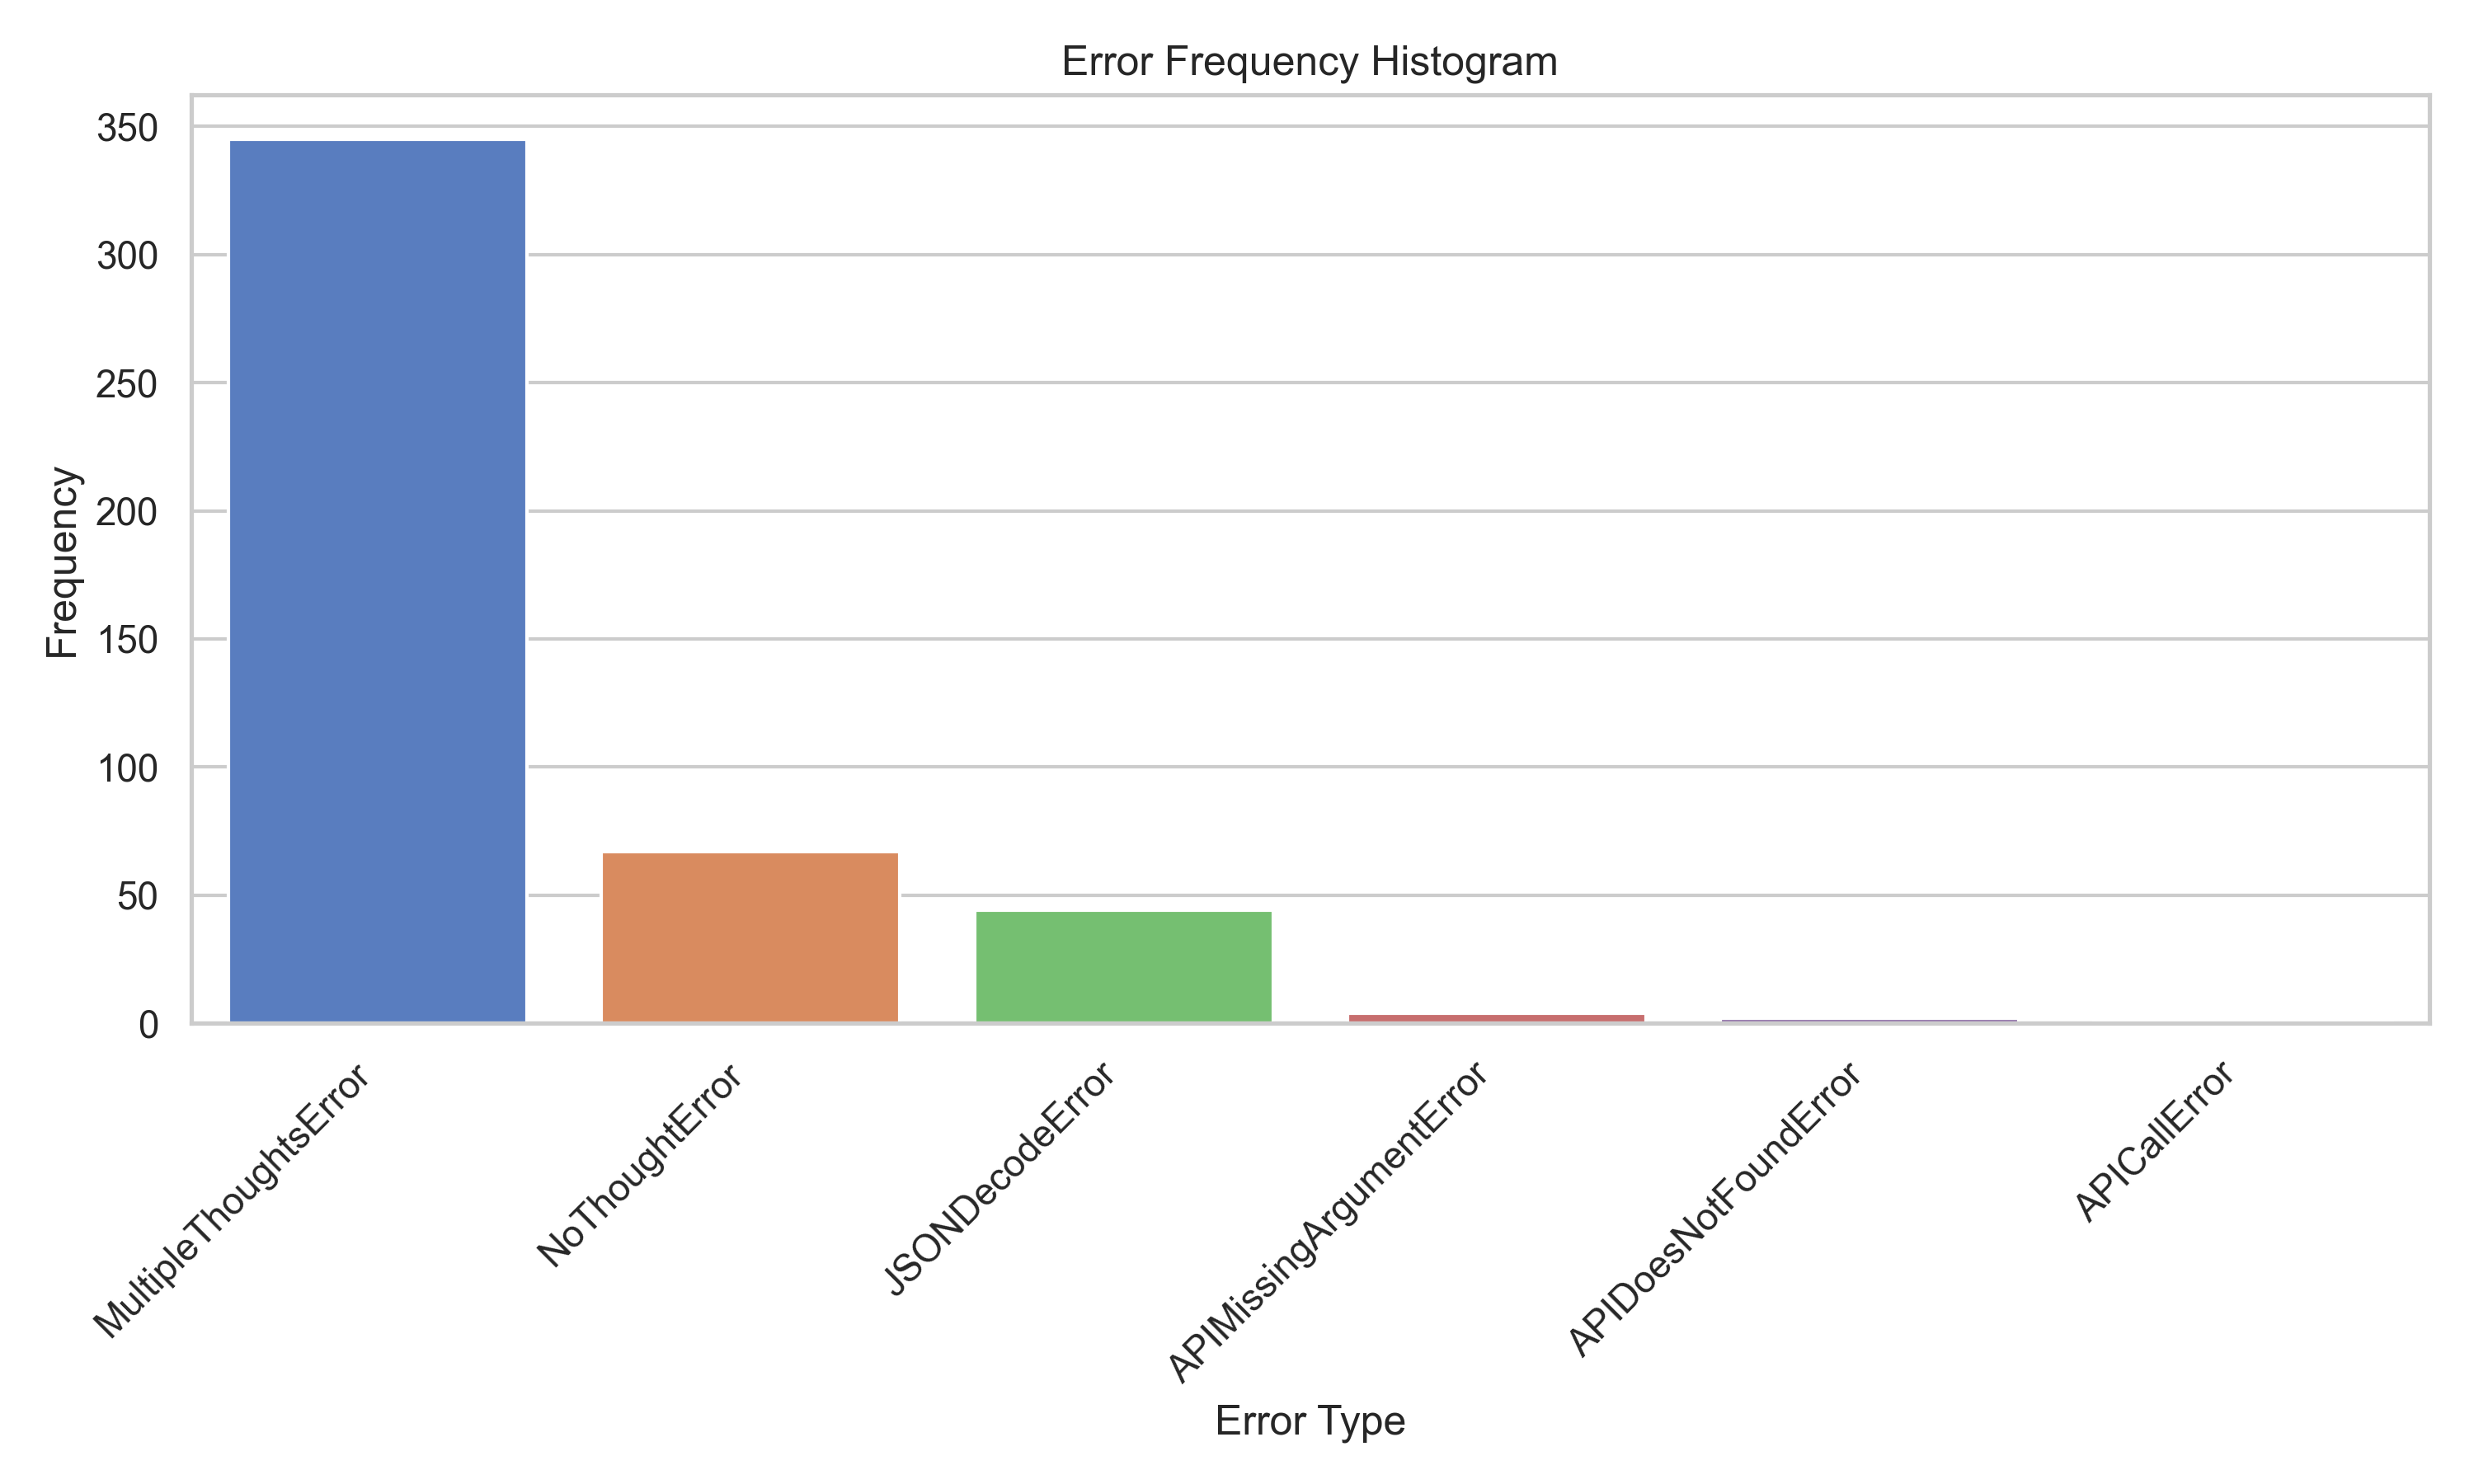 Error Frequency Histogram
Frequency
350
300
250
200
150
100
50
0
MultipleThoughtsError
NoThoughtError
JSONDecodeError
APIMissingArgumentError
APIDoesNotFoundError
APICallError
Error Type